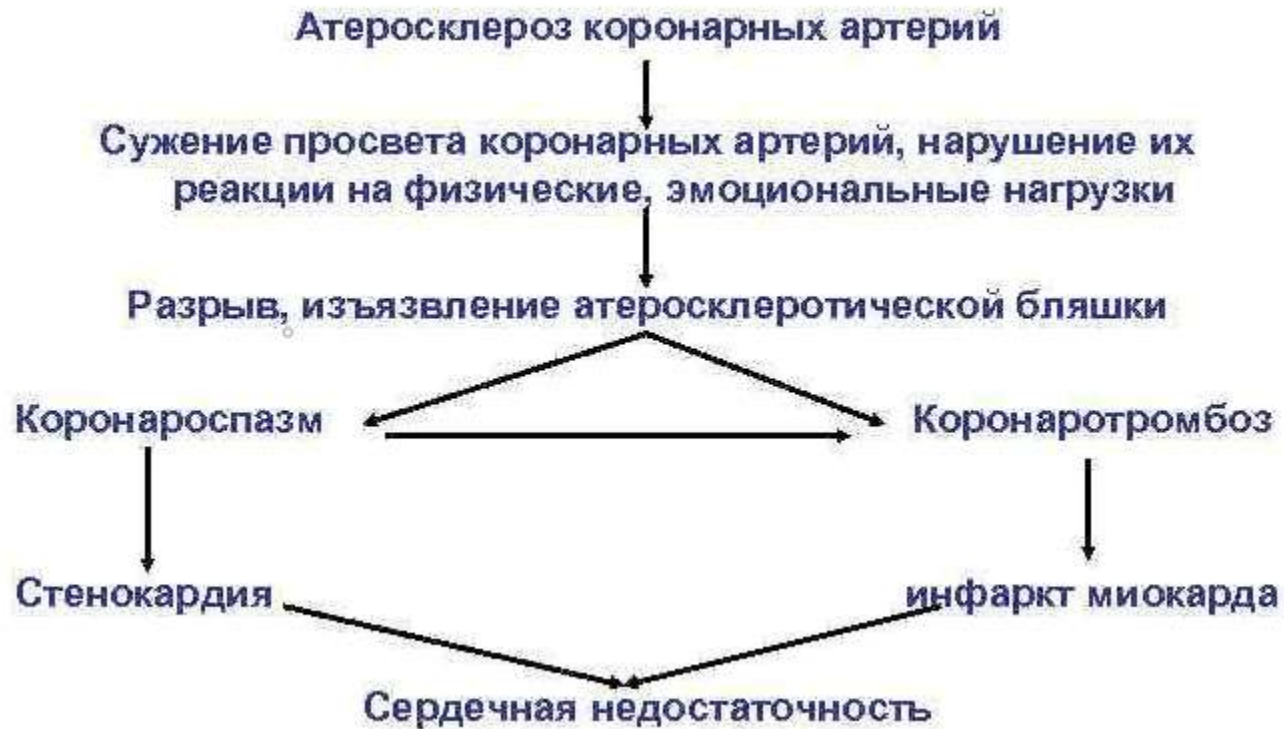 Атеросклероз коронарных артерий
Сужение просвета коронарных артерий, нарушение их
реакции на физические, эмоциональные нагрузки
Разрыв, изъязвление атеросклеротической бляшки
Коронароспазм
Коронаротромбоз
Стенокардия
инфаркт миокарда
Сердечная недостаточность